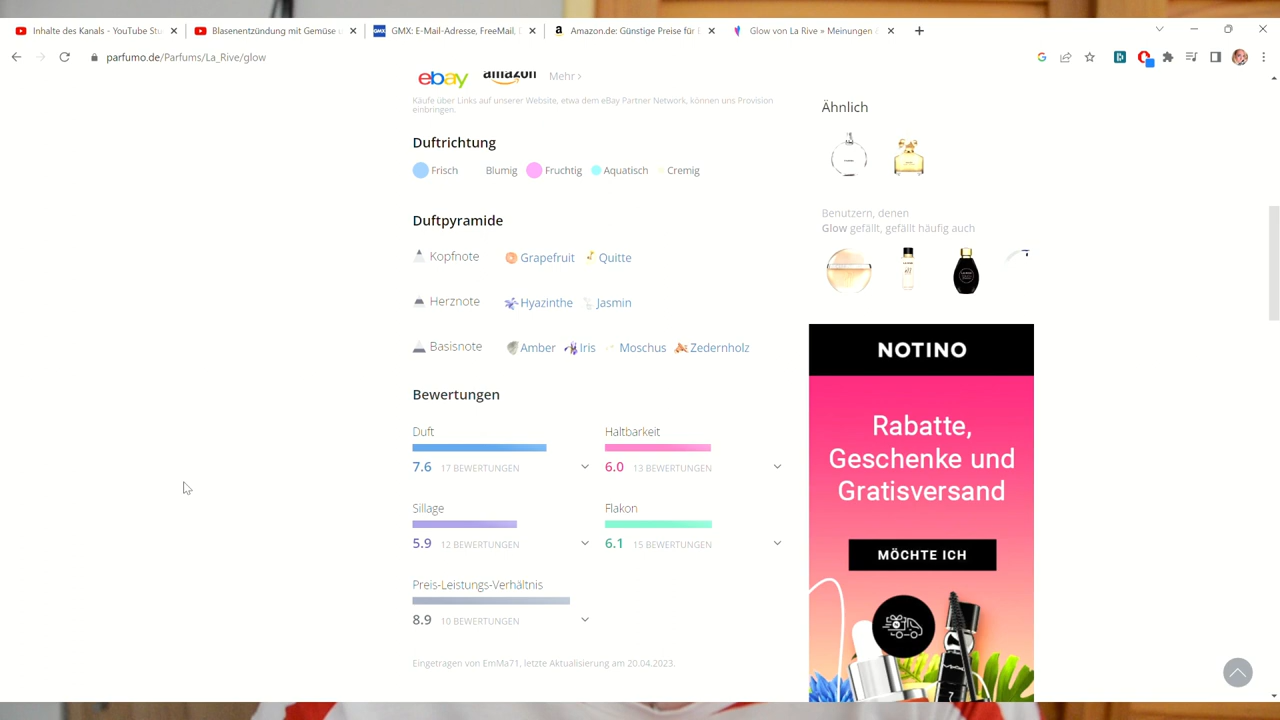 Inhalte des Kanals - YouTube Stu
Blasenentzündung mit Gemüse u
GMX: E-Mail-Adresse, FreeMail,
Amazon.de: Günstige Preise für
Glow von La Rive » Meinungen
parfumo.de/Parfums/La_Rive/glow
ebay amazon Mehr >
Käufe über Links auf unserer Website, etwa dem eBay Partner Network, können uns Provision
einbringen.
Duftrichtung
Frisch Blumig Fruchtig Aquatisch Cremig
Duftpyramide
Kopfnote Grapefruit Quitte
Herznote Hyazinthe Jasmin
Basisnote Amber Iris Moschus Zedernholz
Bewertungen
Duft
7.6 17 BEWERTUNGEN
Haltbarkeit
6.0 13 BEWERTUNGEN
Sillage
5.9 12 BEWERTUNGEN
Flakon
6.1 15 BEWERTUNGEN
Preis-Leistungs-Verhältnis
8.9 10 BEWERTUNGEN
Eingetragen von EmMa71, letzte Aktualisierung am 20.04.2023.
Ähnlich
Benutzern, denen
Glow gefällt, gefällt häufig auch
NOTINO
Rabatte,
Geschenke und
Gratisversand
MÖCHTE ICH